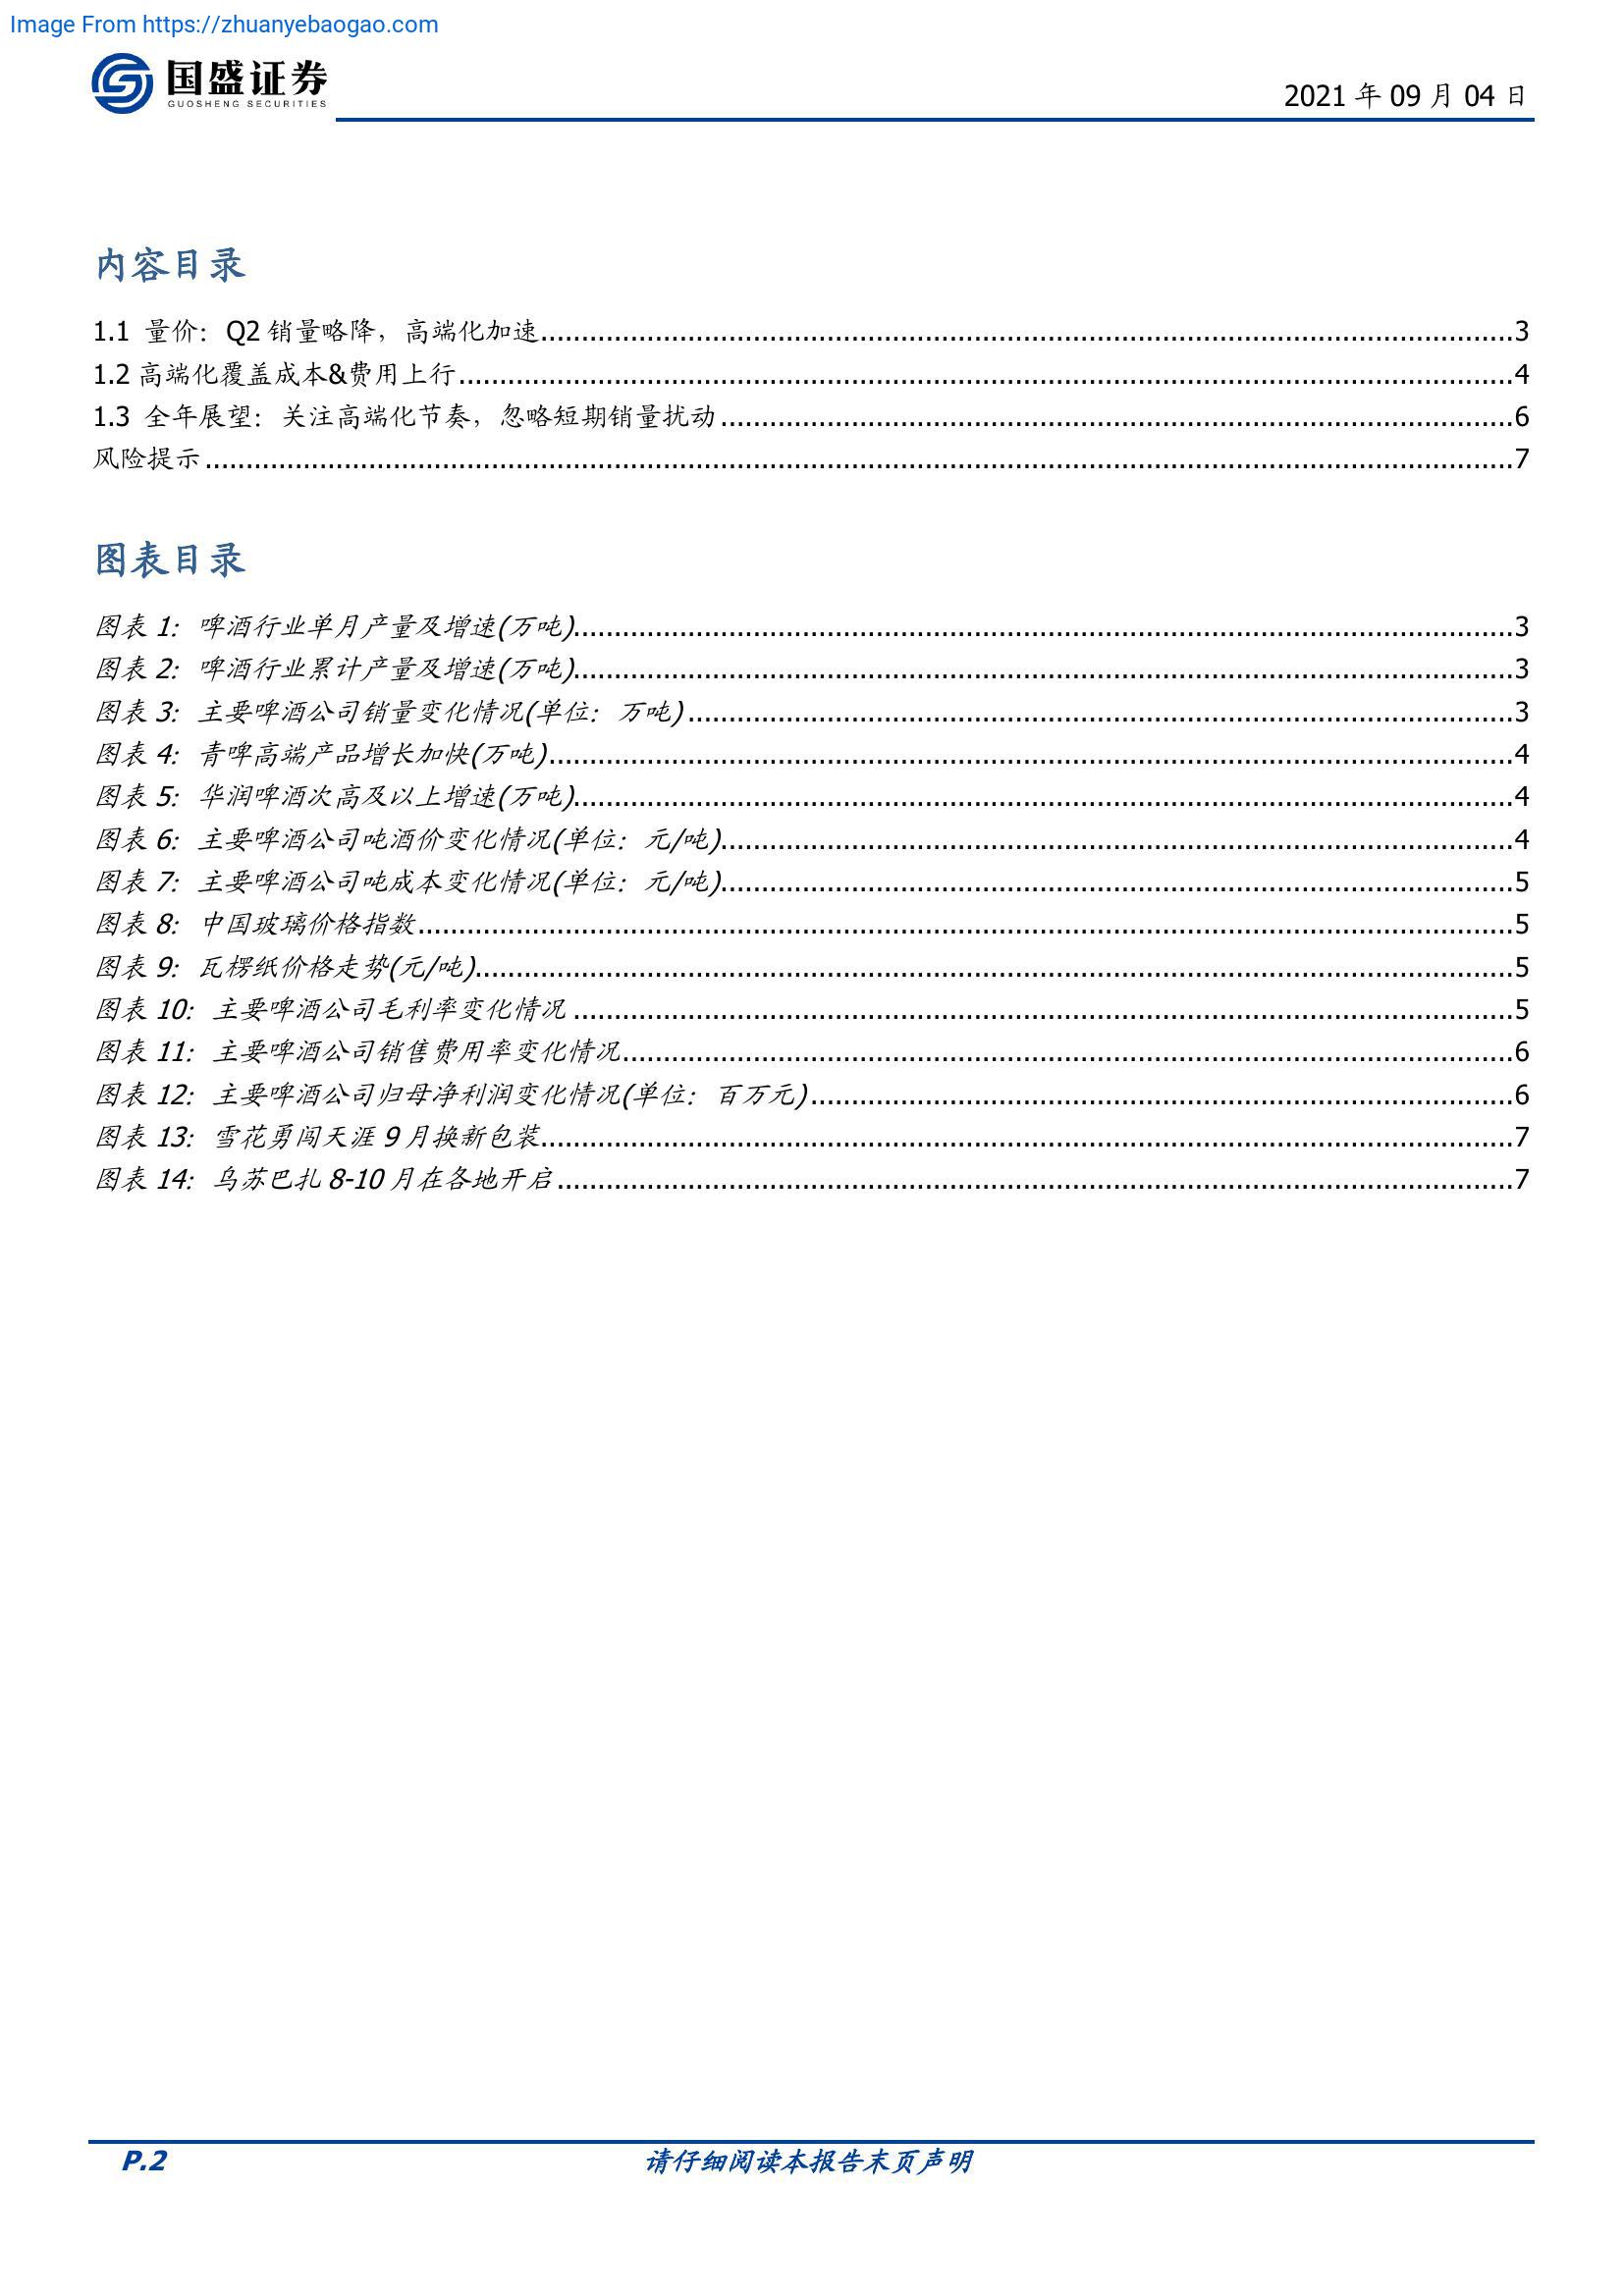 Image From https://zhuanyebaogao.com
国盛证券
GUOSHENG SECURITIES
2021 年 09 月 04 日
内容目录
1.1 量价：Q2 销量略降，高端化加速....................3
1.2 高端化覆盖成本&费用上行....................4
1.3 全年展望：关注高端化节奏，忽略短期销量扰动....................6
风险提示....................7
图表目录
图表 1：啤酒行业单月产量及增速(万吨)....................3
图表 2：啤酒行业累计产量及增速(万吨)....................3
图表 3：主要啤酒公司销量变化情况(单位：万吨)....................3
图表 4：青啤高端产品增长加快(万吨)....................4
图表 5：华润啤酒次高及以上增速(万吨)....................4
图表 6：主要啤酒公司吨酒价变化情况(单位：元/吨)....................4
图表 7：主要啤酒公司吨成本变化情况(单位：元/吨)....................5
图表 8：中国玻璃价格指数....................5
图表 9：瓦楞纸价格走势(元/吨)....................5
图表 10：主要啤酒公司毛利率变化情况....................5
图表 11：主要啤酒公司销售费用率变化情况....................6
图表 12：主要啤酒公司归母净利润变化情况(单位：百万元)....................6
图表 13：雪花勇闯天涯 9 月换新包装....................7
图表 14：乌苏巴扎 8-10 月在各地开启....................7
P.2
请仔细阅读本报告末页声明